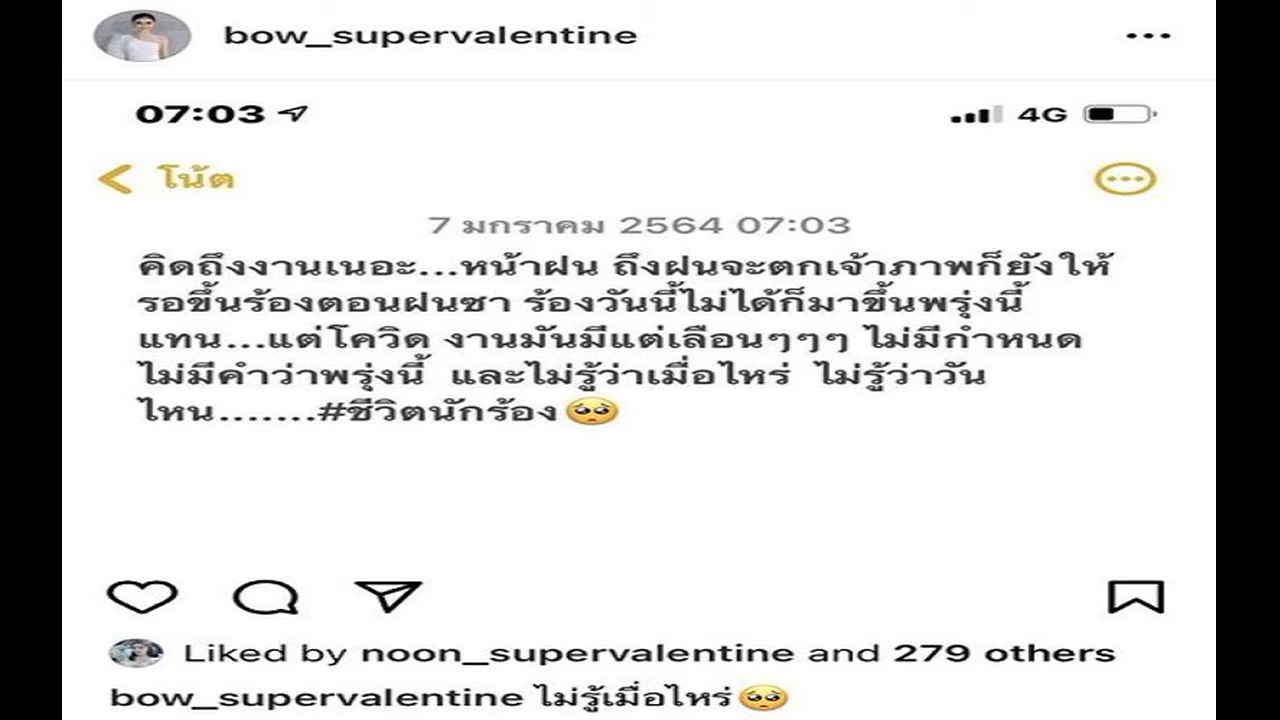 bow_supervalentine
07:03 4G
โน้ต
7 มกราคม 2564 07:03
คิดถึงงานเนอะ...หน้าฝน ถึงฝนจะตกเจ้าภาพก็ยังให้
รอขึ้นร้องตอนฝนซา ร้องวันนี้ไม่ได้ก็มาขึ้นพรุ่งนี้
แทน...แต่โควิด งานมันมีแต่เลือนๆๆๆ ไม่มีกำหนด
ไม่มีคำว่าพรุ่งนี้ และไม่รู้ว่าเมื่อไหร่ ไม่รู้ว่าวัน
ไหน.......#ชีวิตนักร้อง🥺
Liked by noon_supervalentine and 279 others
bow_supervalentine ไม่รู้เมื่อไหร่🥺